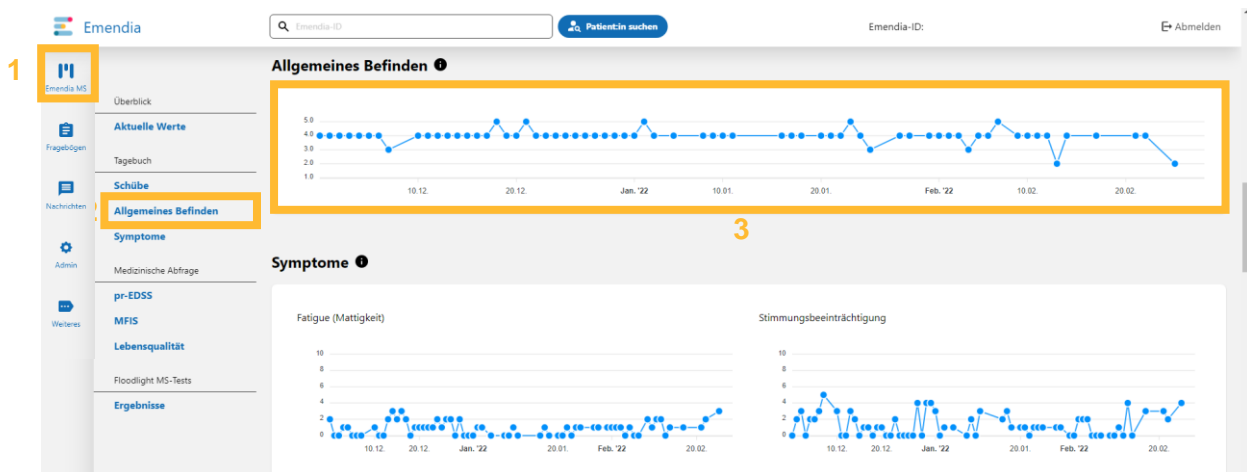 Emendia
Emendia-ID
Patient:in suchen
Emendia-ID:
Abmelden
1
Emendia MS
Fragebögen
Nachrichten
Admin
Weiteres
Überblick
Aktuelle Werte
Tagebuch
Schübe
Allgemeines Befinden
Symptome
Medizinische Abfrage
pr-EDSS
MFIS
Lebensqualität
Floodlight MS-Tests
Ergebnisse
Allgemeines Befinden
5.0
4.0
3.0
2.0
1.0
10.12. 20.12. Jan. '22 10.01. 20.01. Feb. '22 10.02. 20.02.
3
Symptome
Fatigue (Mattigkeit)
10
8
6
4
2
0
10.12. 20.12. Jan. '22 20.01. Feb. '22 20.02.
Stimmungsbeeinträchtigung
10
8
6
4
2
0
10.12. 20.12. Jan. '22 20.01. Feb. '22 20.02.